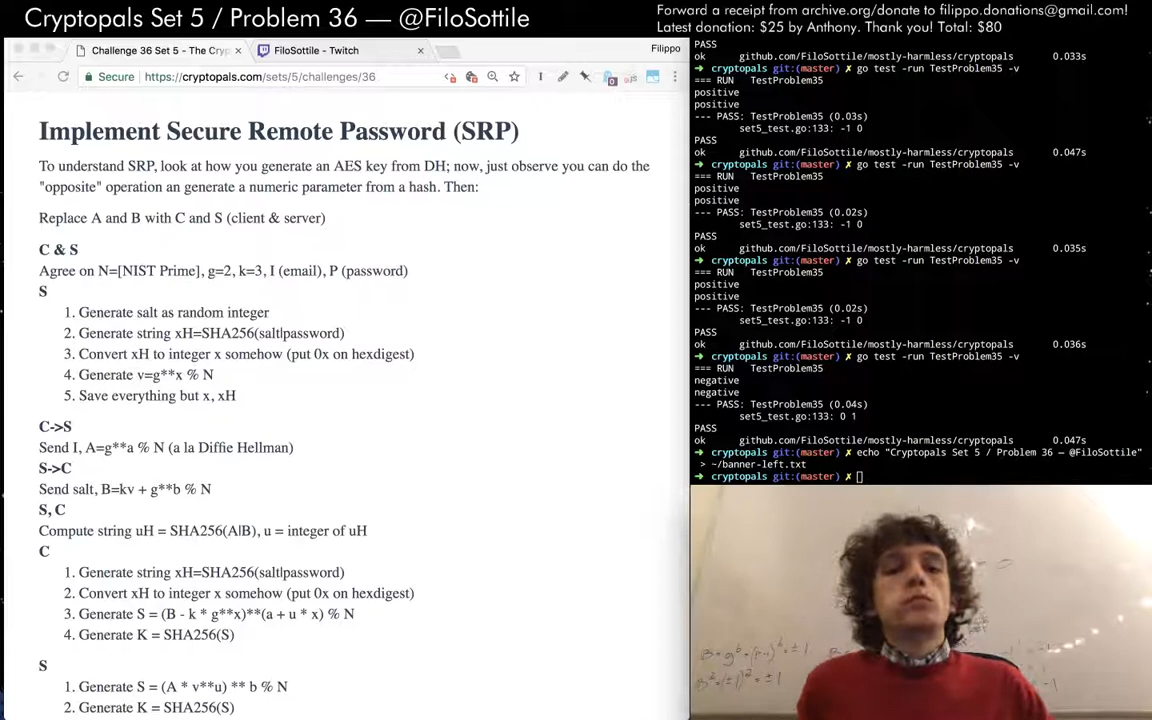 Cryptopals Set 5 / Problem 36 — @FiloSottile
Forward a receipt from archive.org/donate to filippo.donations@gmail.com!
Latest donation: $25 by Anthony. Thank you! Total: $80
Challenge 36 Set 5 - The Cryp
FiloSottile - Twitch
Filippo
Secure
https://cryptopals.com/sets/5/challenges/36
Implement Secure Remote Password (SRP)
To understand SRP, look at how you generate an AES key from DH; now, just observe you can do the
"opposite" operation an generate a numeric parameter from a hash. Then:
Replace A and B with C and S (client & server)
C & S
Agree on N=[NIST Prime], g=2, k=3, I (email), P (password)
S
1. Generate salt as random integer
2. Generate string xH=SHA256(salt|password)
3. Convert xH to integer x somehow (put 0x on hexdigest)
4. Generate v=g**x % N
5. Save everything but x, xH
C->S
Send I, A=g**a % N (a la Diffie Hellman)
S->C
Send salt, B=kv + g**b % N
S, C
Compute string uH = SHA256(A|B), u = integer of uH
C
1. Generate string xH=SHA256(salt|password)
2. Convert xH to integer x somehow (put 0x on hexdigest)
3. Generate S = (B - k * g**x)**(a + u * x) % N
4. Generate K = SHA256(S)
S
1. Generate S = (A * v**u) ** b % N
2. Generate K = SHA256(S)
PASS
ok github.com/FiloSottile/mostly-harmless/cryptopals 0.033s
➜ cryptopals git:(master) ✗ go test -run TestProblem35 -v
=== RUN TestProblem35
positive
positive
--- PASS: TestProblem35 (0.03s)
set5_test.go:133: -1 0
PASS
ok github.com/FiloSottile/mostly-harmless/cryptopals 0.047s
➜ cryptopals git:(master) ✗ go test -run TestProblem35 -v
=== RUN TestProblem35
positive
positive
--- PASS: TestProblem35 (0.02s)
set5_test.go:133: -1 0
PASS
ok github.com/FiloSottile/mostly-harmless/cryptopals 0.035s
➜ cryptopals git:(master) ✗ go test -run TestProblem35 -v
=== RUN TestProblem35
positive
positive
--- PASS: TestProblem35 (0.02s)
set5_test.go:133: -1 0
PASS
ok github.com/FiloSottile/mostly-harmless/cryptopals 0.036s
➜ cryptopals git:(master) ✗ go test -run TestProblem35 -v
=== RUN TestProblem35
negative
negative
--- PASS: TestProblem35 (0.04s)
set5_test.go:133: 0 1
PASS
ok github.com/FiloSottile/mostly-harmless/cryptopals 0.047s
➜ cryptopals git:(master) ✗ echo "Cryptopals Set 5 / Problem 36 — @FiloSottile"
> ~/banner-left.txt
➜ cryptopals git:(master) ✗